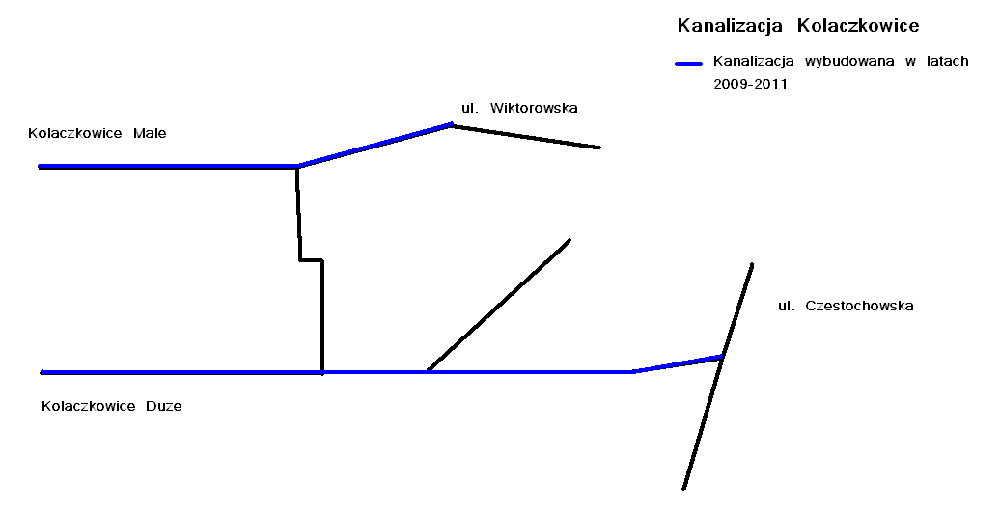 Kanalizacja Kolaczkowice
Kanalizacja wybudowana w latach
2009-2011
ul. Wiktorowska
Kolaczkowice Male
ul. Czestochowska
Kolaczkowice Duze